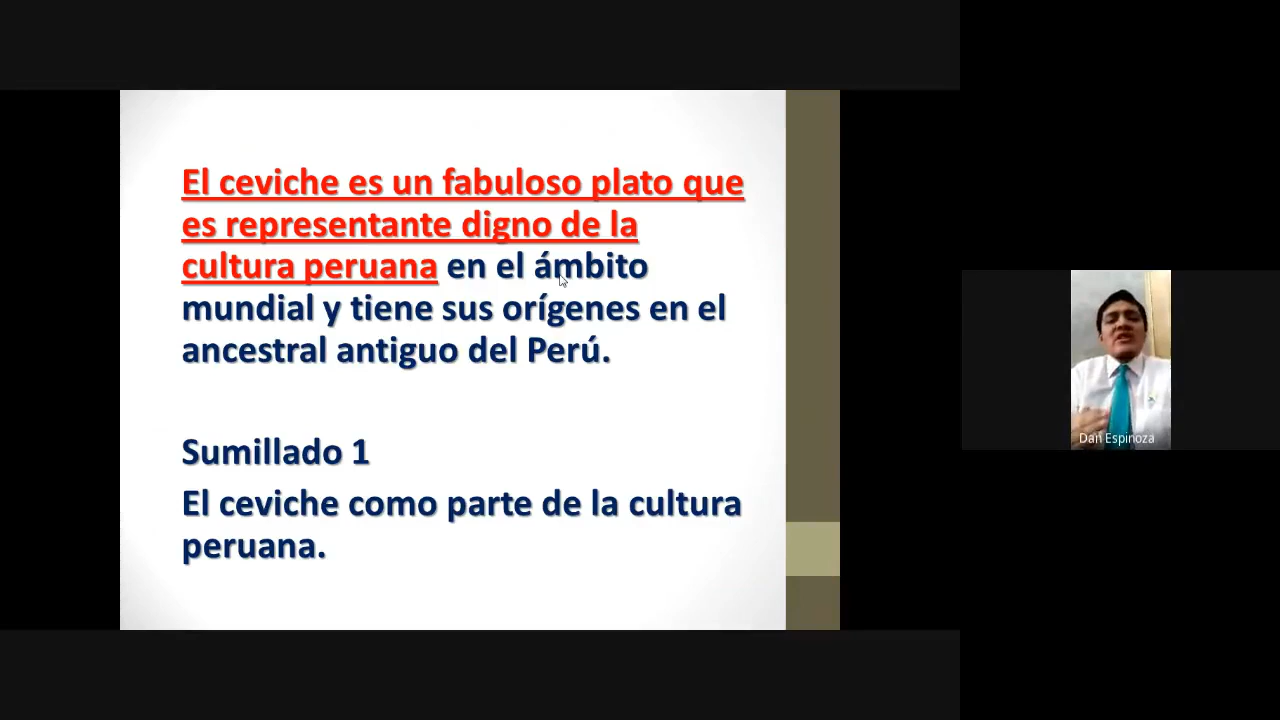 El ceviche es un fabuloso plato que
es representante digno de la
cultura peruana en el ámbito
mundial y tiene sus orígenes en el
ancestral antiguo del Perú.
Sumillado 1
El ceviche como parte de la cultura
peruana.
Dan Espinoza